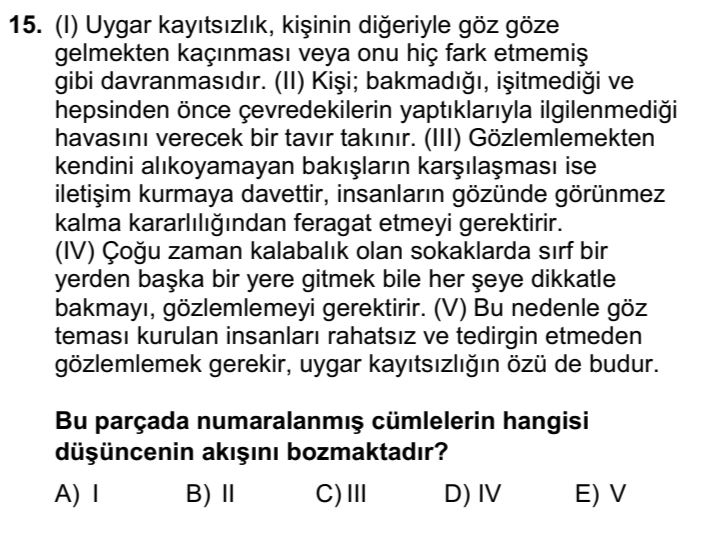 15. (I) Uygar kayıtsızlık, kişinin diğeriyle göz göze
gelmekten kaçınması veya onu hiç fark etmemiş
gibi davranmasıdır. (II) Kişi; bakmadığı, işitmediği ve
hepsinden önce çevredekilerin yaptıklarıyla ilgilenmediği
havasını verecek bir tavır takınır. (III) Gözlemlemekten
kendini alıkoyamayan bakışların karşılaşması ise
iletişim kurmaya davettir, insanların gözünde görünmez
kalma kararlılığından feragat etmeyi gerektirir.
(IV) Çoğu zaman kalabalık olan sokaklarda sırf bir
yerden başka bir yere gitmek bile her şeye dikkatle
bakmayı, gözlemlemeyi gerektirir. (V) Bu nedenle göz
teması kurulan insanları rahatsız ve tedirgin etmeden
gözlemlemek gerekir, uygar kayıtsızlığın özü de budur.
Bu parçada numaralanmış cümlelerin hangisi
düşüncenin akışını bozmaktadır?
A) I B) II C) III D) IV E) V